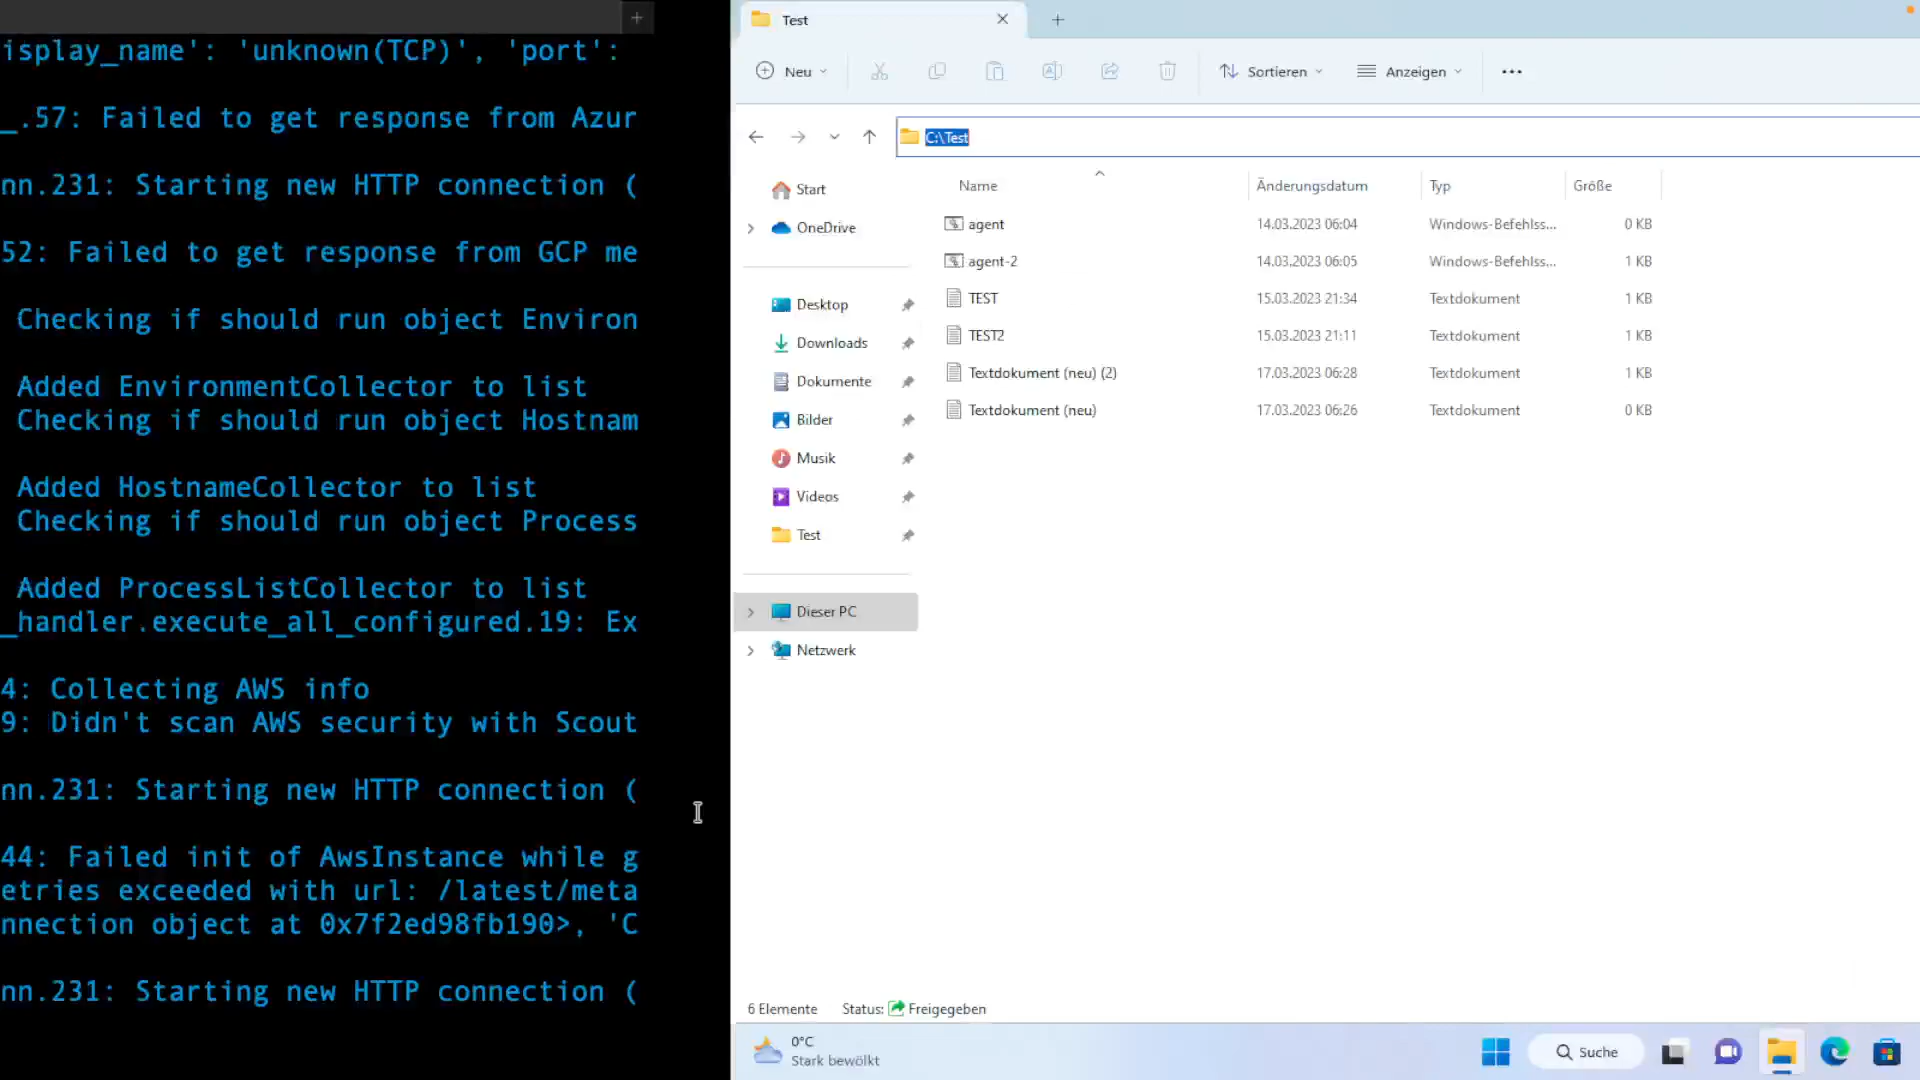 isplay_name': 'unknown(TCP)', 'port':
_.57: Failed to get response from Azur
nn.231: Starting new HTTP connection (
52: Failed to get response from GCP me
Checking if should run object Environ
Added EnvironmentCollector to list
Checking if should run object Hostnam
Added HostnameCollector to list
Checking if should run object Process
Added ProcessListCollector to list
_handler.execute_all_configured.19: Ex
4: Collecting AWS info
9: Didn't scan AWS security with Scout
nn.231: Starting new HTTP connection (
44: Failed init of AwsInstance while g
etries exceeded with url: /latest/meta
nnection object at 0x7f2ed98fb190>, 'C
nn.231: Starting new HTTP connection (
Test
Neu
Sortieren
Anzeigen
C:\Test
Start
OneDrive
Desktop
Downloads
Dokumente
Bilder
Musik
Videos
Test
Dieser PC
Netzwerk
Name Änderungsdatum Typ Größe
agent 14.03.2023 06:04 Windows-Befehlss... 0 KB
agent-2 14.03.2023 06:05 Windows-Befehlss... 1 KB
TEST 15.03.2023 21:34 Textdokument 1 KB
TEST2 15.03.2023 21:11 Textdokument 1 KB
Textdokument (neu) (2) 17.03.2023 06:28 Textdokument 1 KB
Textdokument (neu) 17.03.2023 06:26 Textdokument 0 KB
6 Elemente Status: Freigegeben
0°C
Stark bewölkt
Suche